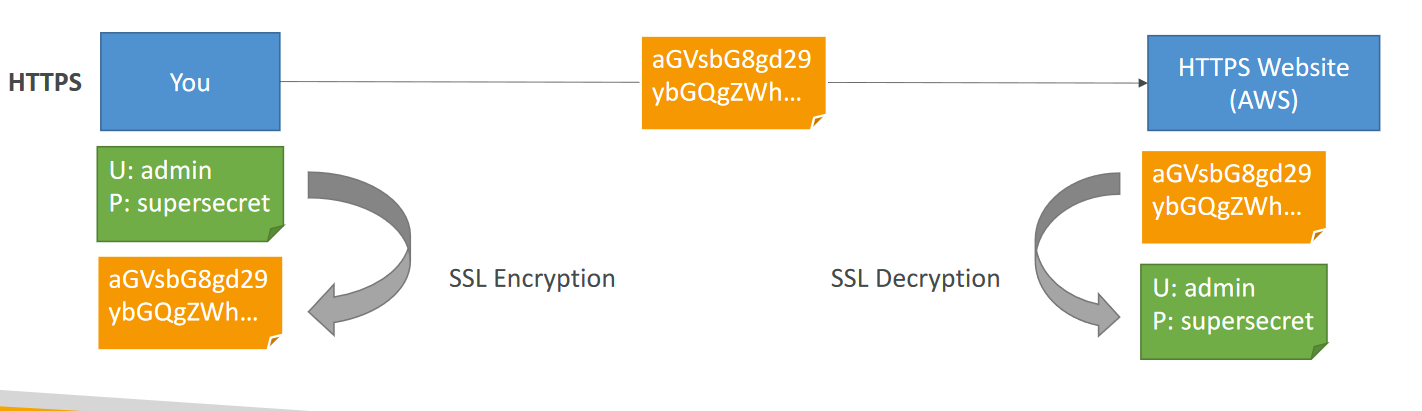 HTTPS
You
aGVsbG8gd29
ybGQgZWh...
HTTPS Website
(AWS)
U: admin
P: supersecret
aGVsbG8gd29
ybGQgZWh...
SSL Encryption
SSL Decryption
aGVsbG8gd29
ybGQgZWh...
U: admin
P: supersecret